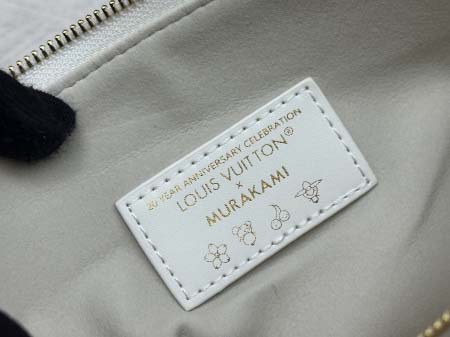 20 YEAR ANNIVERSARY CELEBRATION
LOUIS VUITTON®
×
MURAKAMI